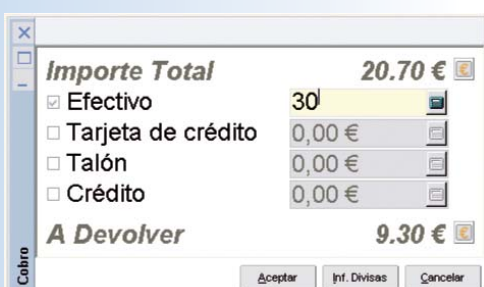 Importe Total 20.70 €
Efectivo 30
Tarjeta de crédito 0,00 €
Talón 0,00 €
Crédito 0,00 €
A Devolver 9.30 €
Cobro
Aceptar Inf. Divisas Cancelar